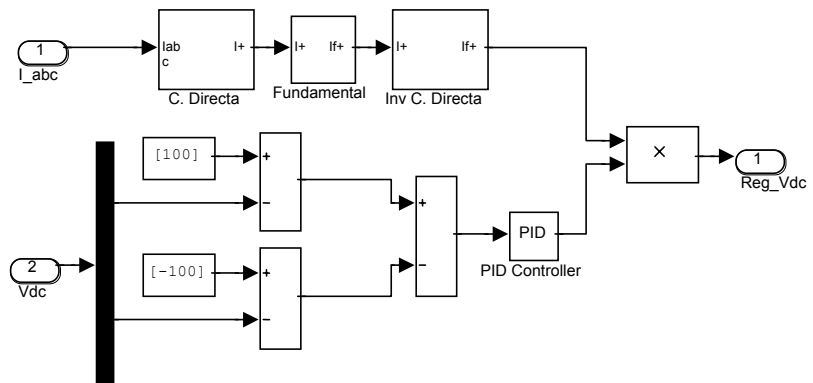 1
I_abc
Iab
c
I+
C. Directa
I+
If+
Fundamental
I+
If+
Inv C. Directa
[100]
+
−
[-100]
+
−
2
Vdc
+
−
PID
PID Controller
×
1
Reg_Vdc